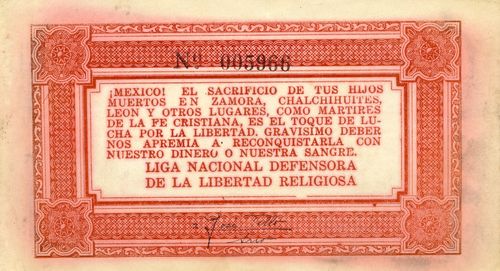 Nº 005966
¡MEXICO! EL SACRIFICIO DE TUS HIJOS
MUERTOS EN ZAMORA, CHALCHIHUITES,
LEON Y OTROS LUGARES, COMO MARTIRES
DE LA FE CRISTIANA, ES EL TOQUE DE LU-
CHA POR LA LIBERTAD. GRAVISIMO DEBER
NOS APREMIA A RECONQUISTARLA CON
NUESTRO DINERO O NUESTRA SANGRE.
LIGA NACIONAL DEFENSORA
DE LA LIBERTAD RELIGIOSA